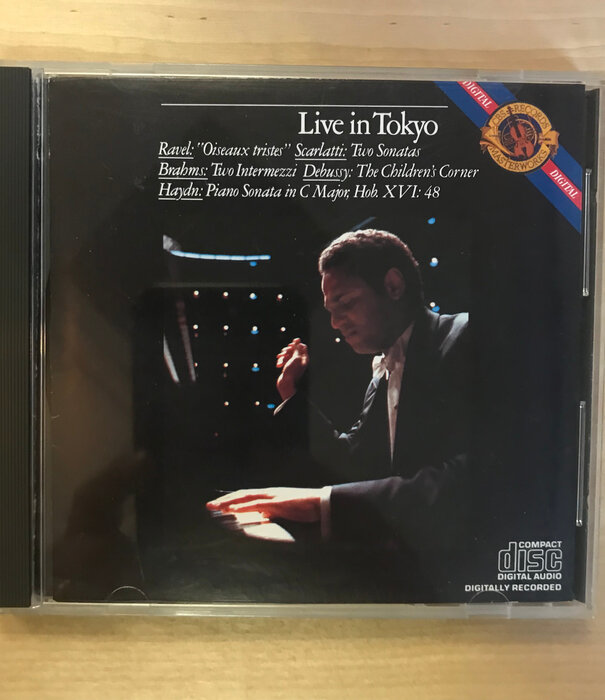 Live in Tokyo
Ravel: "Oiseaux tristes" Scarlatti: Two Sonatas
Brahms: Two Intermezzi Debussy: The Children's Corner
Haydn: Piano Sonata in C Major, Hob. XVI: 48
DIGITAL
CBS RECORDS
MASTERWORKS
DIGITAL
COMPACT
disc
DIGITAL AUDIO
DIGITALLY RECORDED